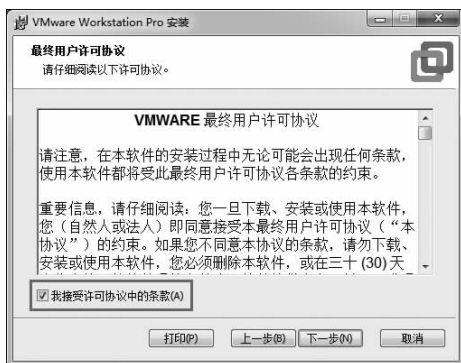 VMware Workstation Pro 安装
最终用户许可协议
请仔细阅读以下许可协议。
VMWARE 最终用户许可协议
请注意，在本软件的安装过程中无论可能会出现任何条款，
使用本软件都将受此最终用户许可协议各条款的约束。
重要信息，请仔细阅读：您一旦下载、安装或使用本软件，
您（自然人或法人）即同意接受本最终用户许可协议（“本
协议”）的约束。如果您不同意本协议的条款，请勿下载、
安装或使用本软件，您必须删除本软件，或在三十 (30) 天
我接受许可协议中的条款(A)
打印(P) 上一步(B) 下一步(N) 取消